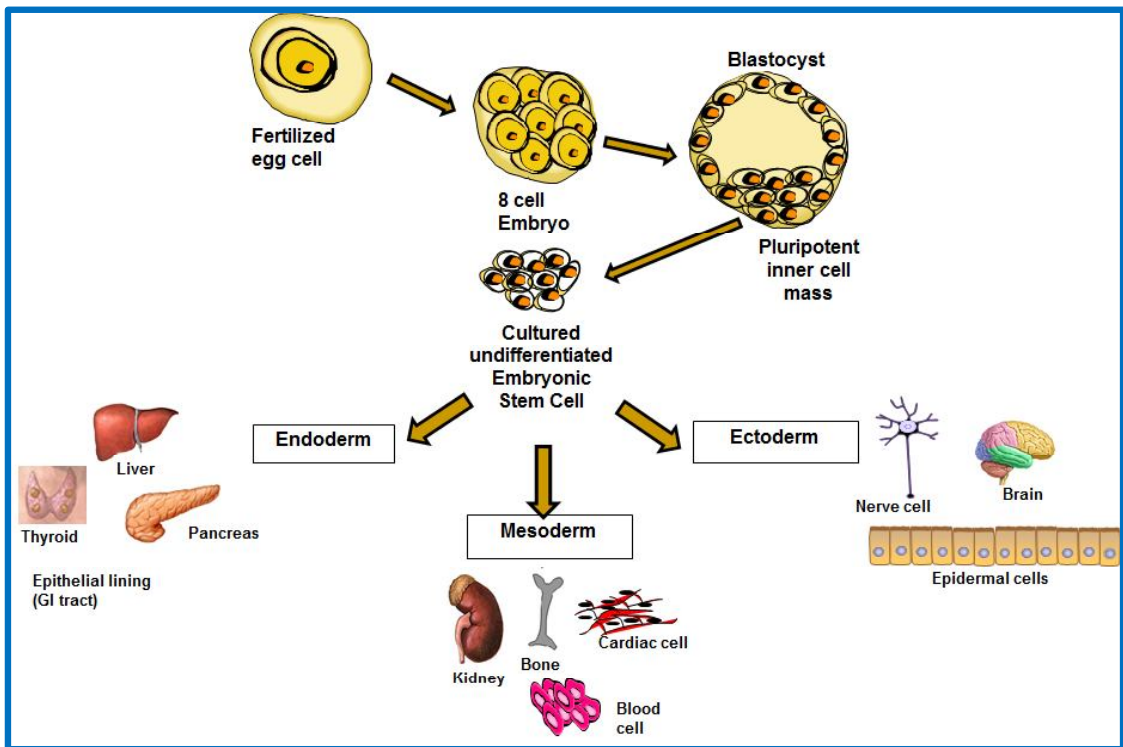 Fertilized
egg cell
8 cell
Embryo
Blastocyst
Pluripotent
inner cell
mass
Cultured
undifferentiated
Embryonic
Stem Cell
Endoderm
Liver
Thyroid
Pancreas
Epithelial lining
(GI tract)
Mesoderm
Kidney
Bone
Cardiac cell
Blood
cell
Ectoderm
Nerve cell
Brain
Epidermal cells